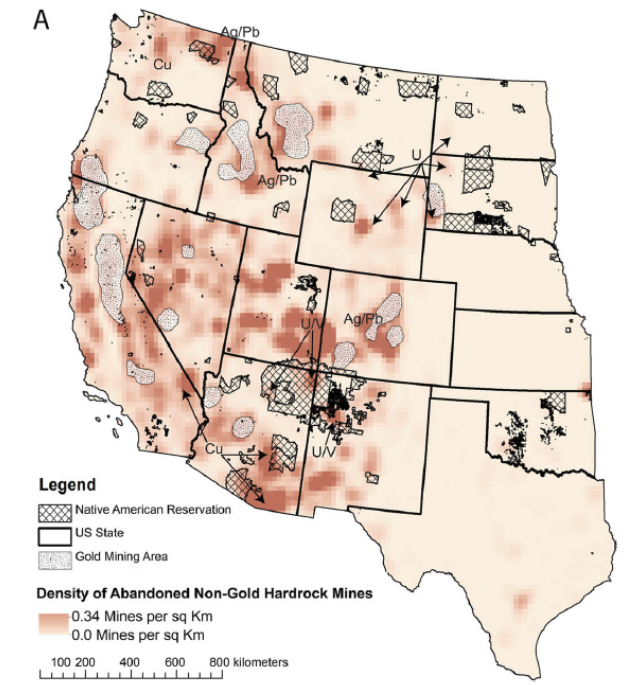 A
Ag/Pb
Cu
U
Ag/Pb
U/V
Ag/Pb
U/V
Cu
Legend
Native American Reservation
US State
Gold Mining Area
Density of Abandoned Non-Gold Hardrock Mines
0.34 Mines per sq Km
0.0 Mines per sq Km
100 200 400 600 800 kilometers